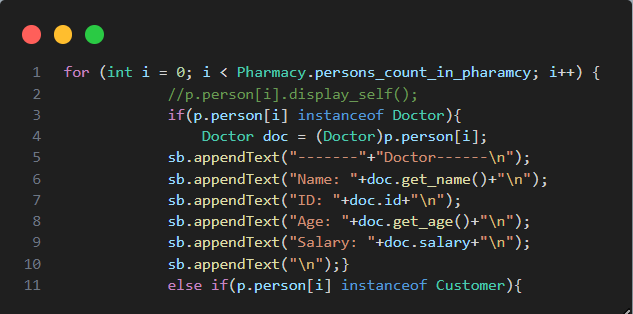 1 for (int i = 0; i < Pharmacy.persons_count_in_pharamcy; i++) {
2 //p.person[i].display_self();
3 if(p.person[i] instanceof Doctor){
4 Doctor doc = (Doctor)p.person[i];
5 sb.appendText("-------"+"Doctor------\n");
6 sb.appendText("Name: "+doc.get_name()+"\n");
7 sb.appendText("ID: "+doc.id+"\n");
8 sb.appendText("Age: "+doc.get_age()+"\n");
9 sb.appendText("Salary: "+doc.salary+"\n");
10 sb.appendText("\n");}
11 else if(p.person[i] instanceof Customer){